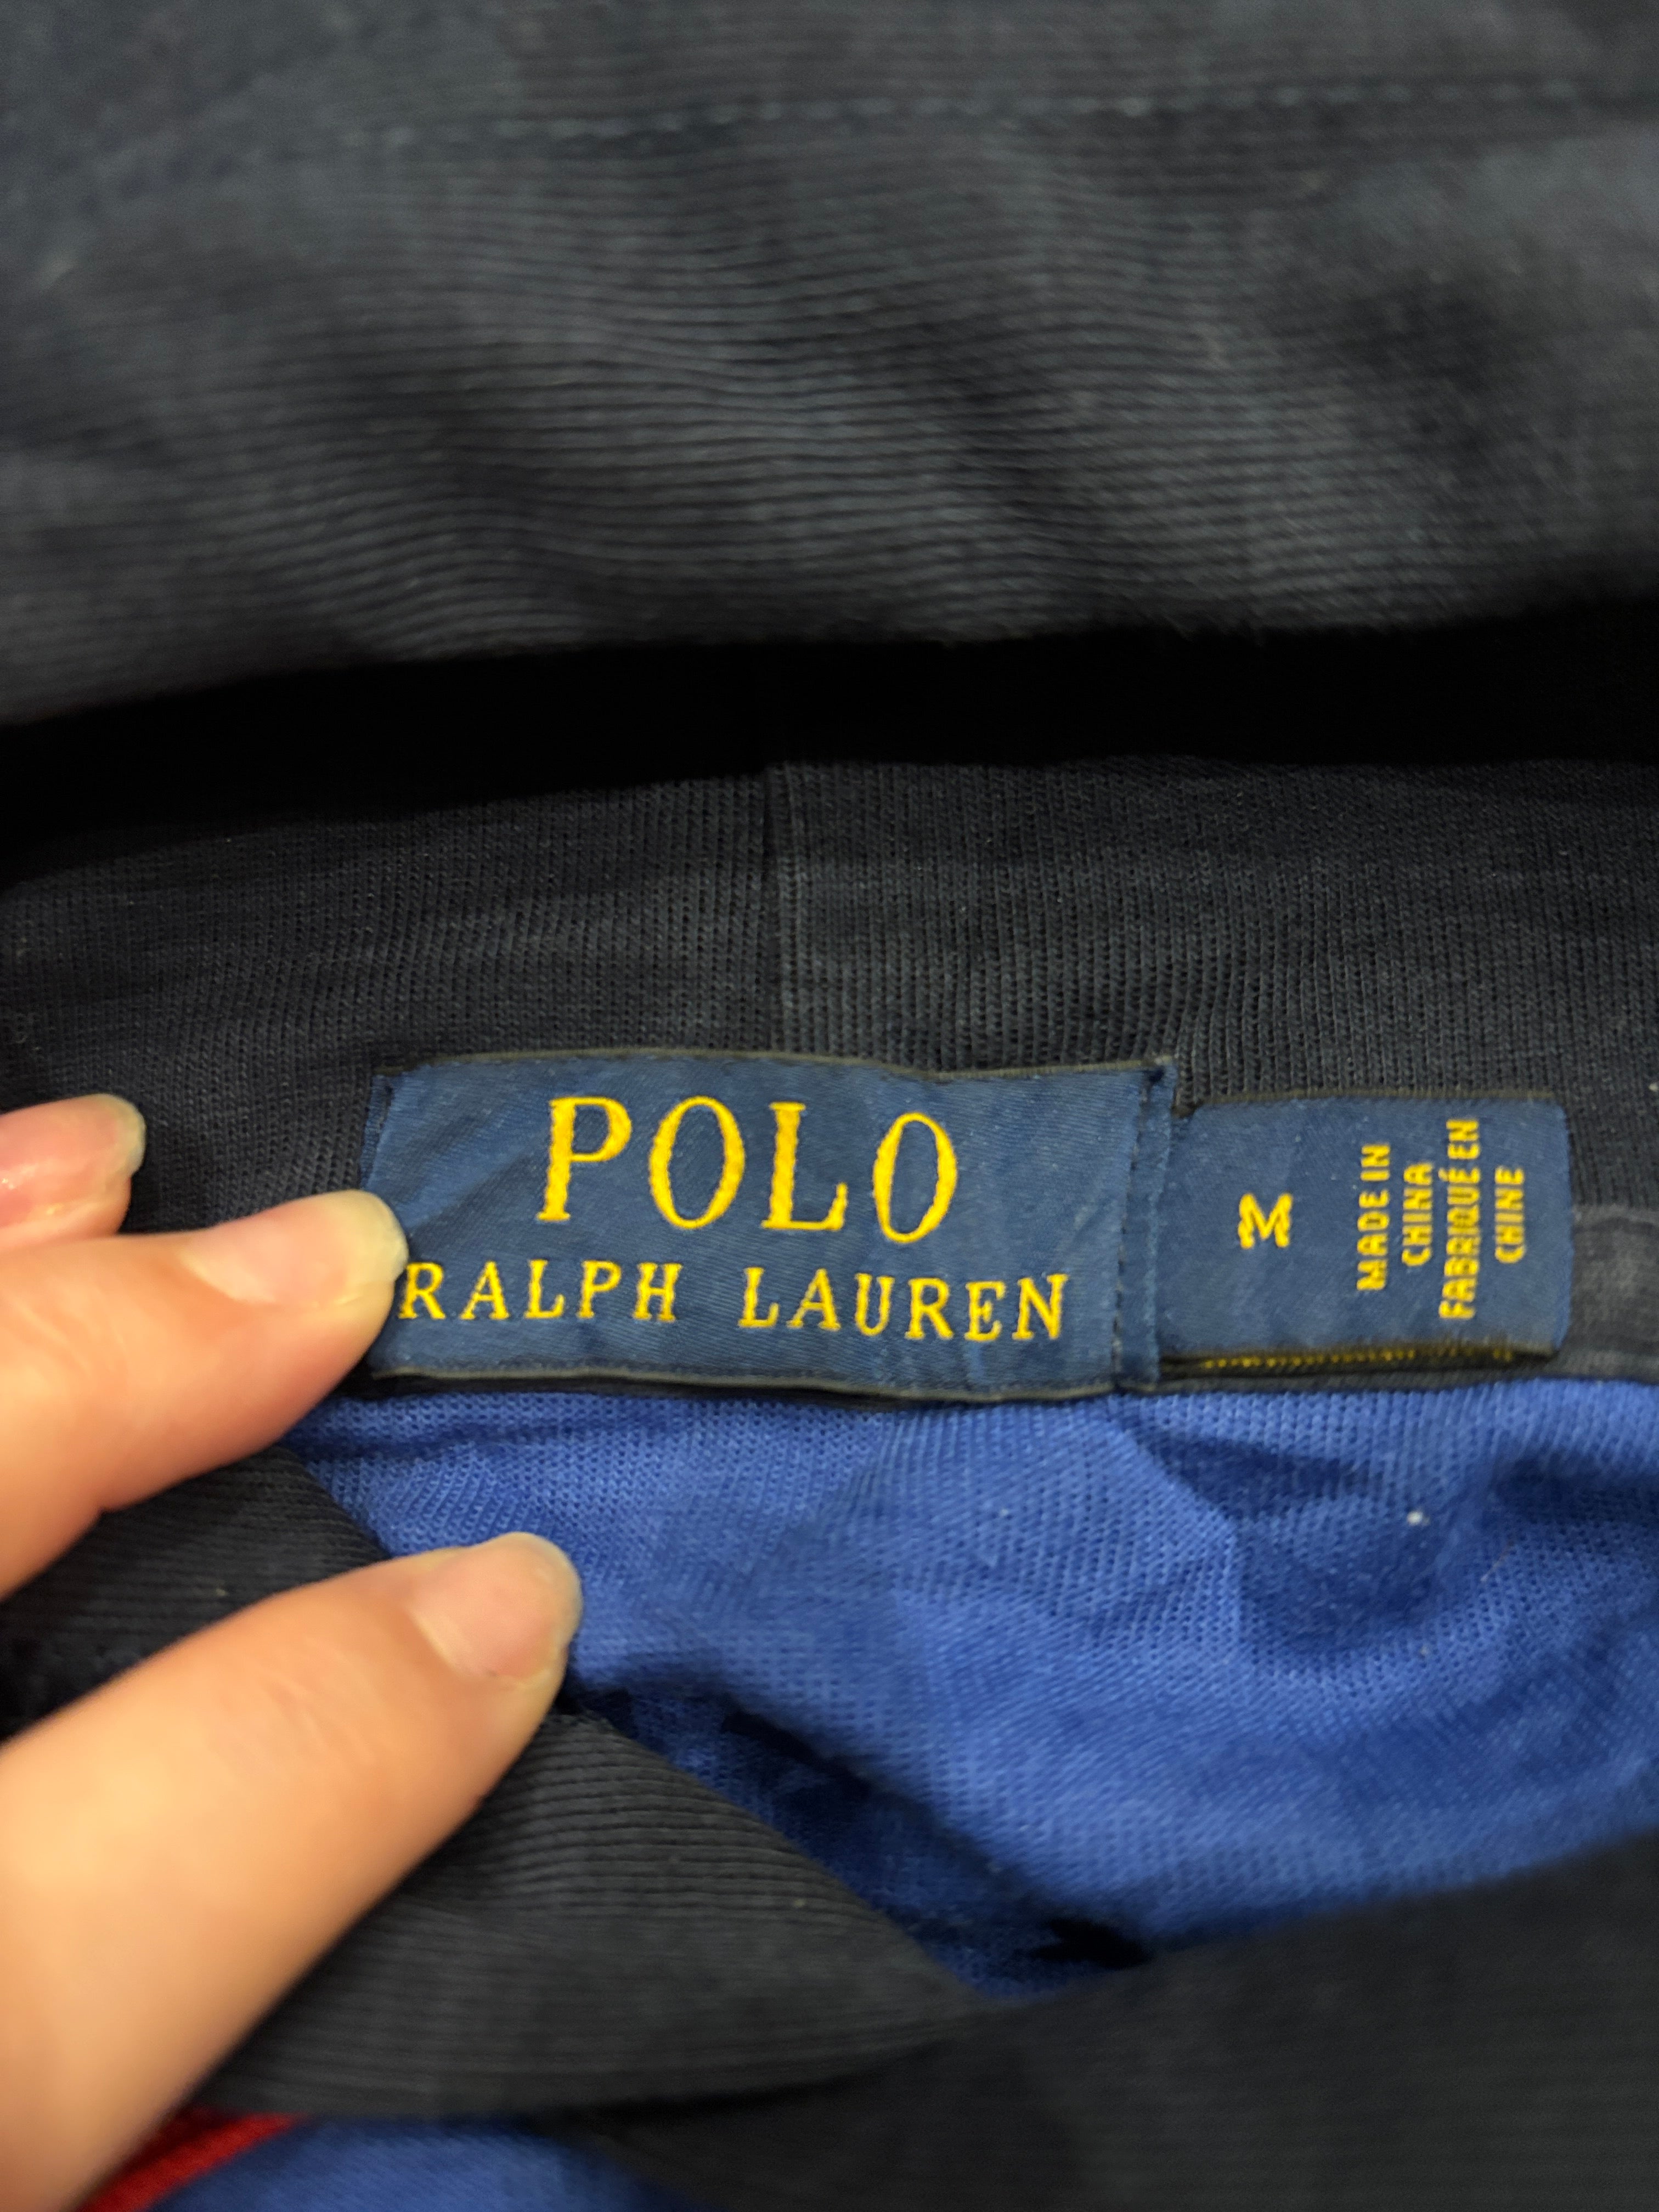 POLO
RALPH LAUREN
M
MADE IN
CHINA
FABRIQUÉ EN
CHINE